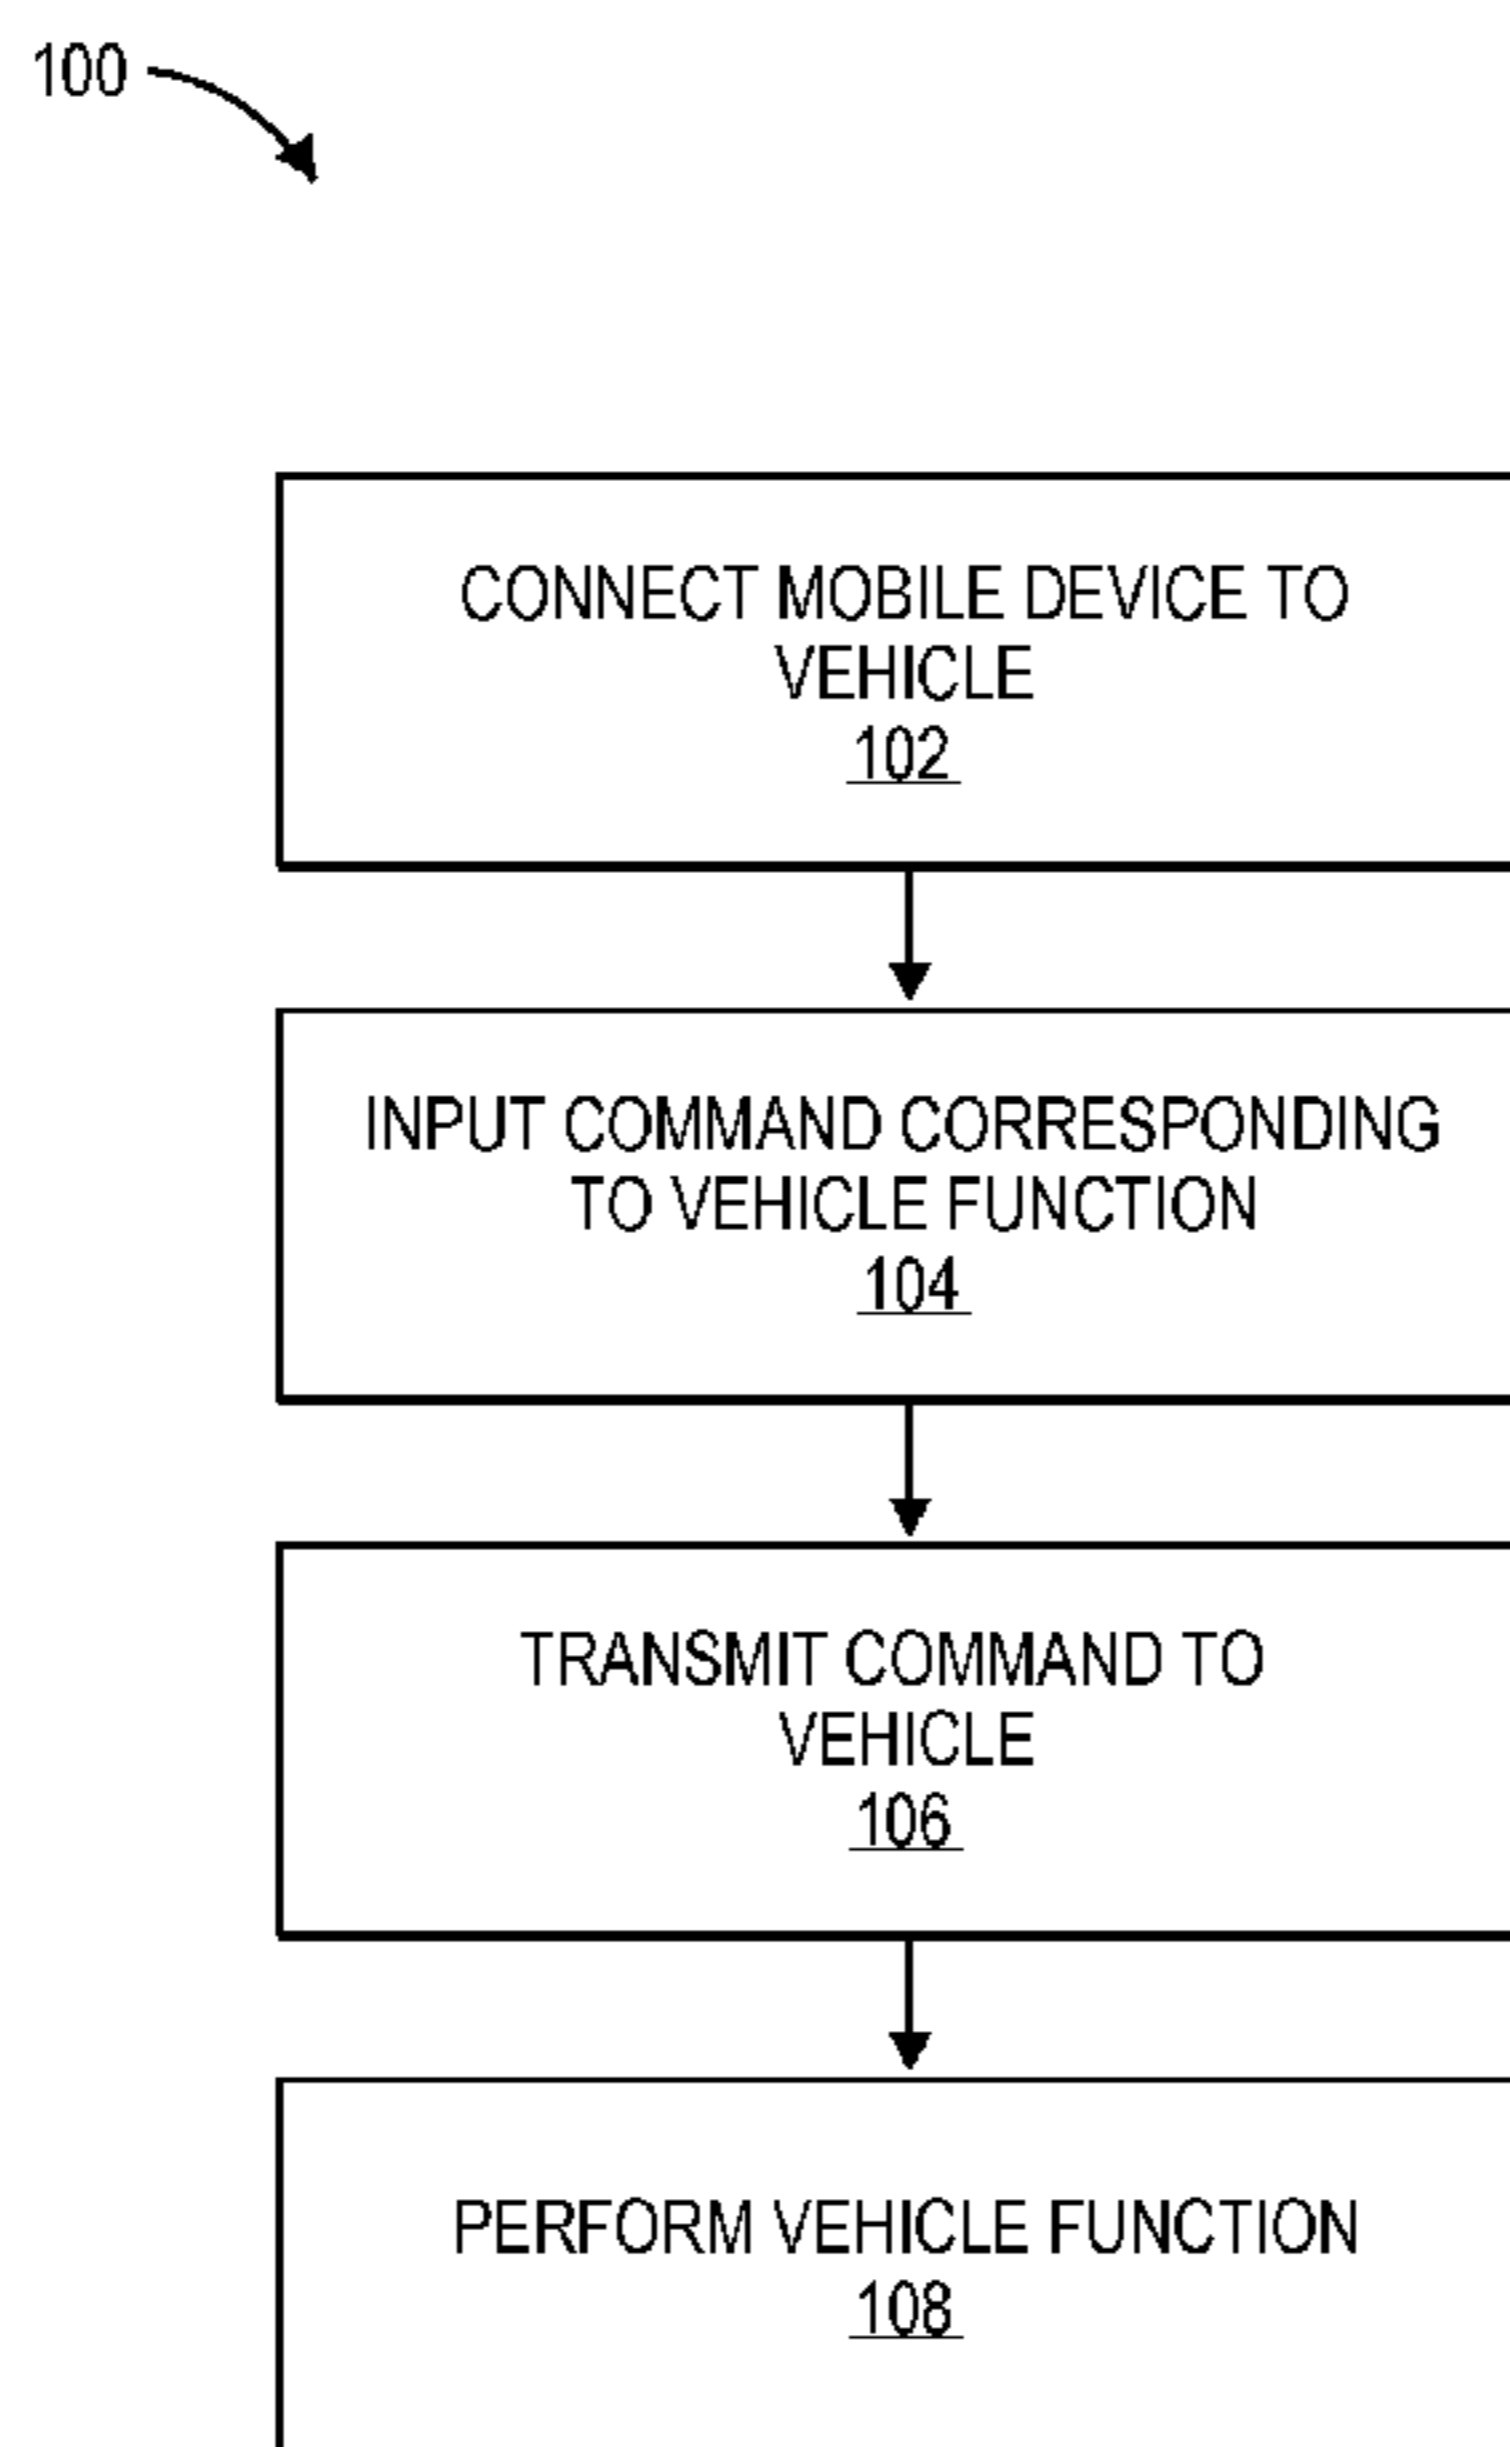 100
CONNECT MOBILE DEVICE TO
VEHICLE
102
INPUT COMMAND CORRESPONDING
TO VEHICLE FUNCTION
104
TRANSMIT COMMAND TO
VEHICLE
106
PERFORM VEHICLE FUNCTION
108